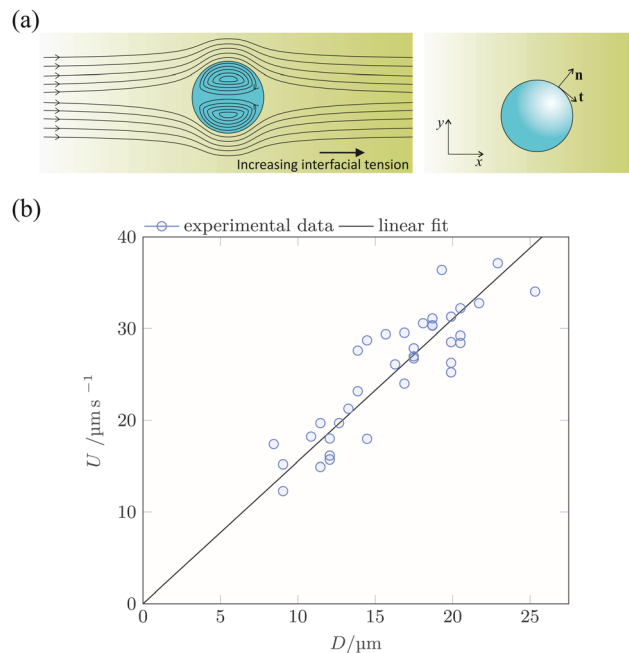 (a)
Increasing interfacial tension
n
t
y
x
(b)
experimental data linear fit
40
30
20
10
0
U /µm s⁻¹
0 5 10 15 20 25
D/µm